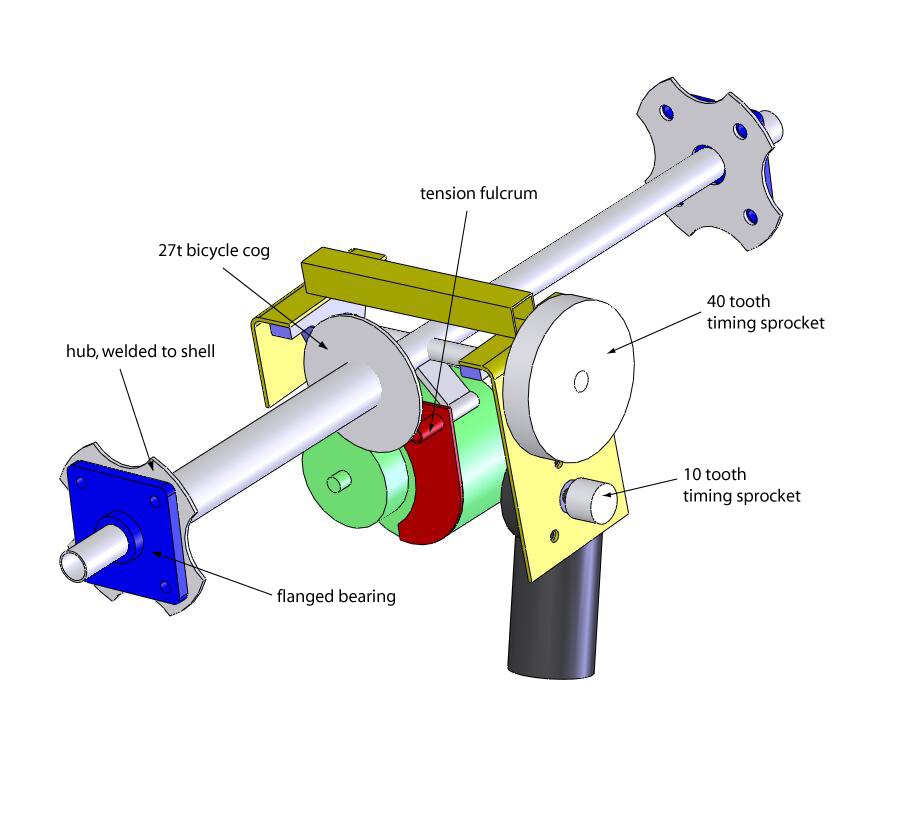 tension fulcrum
27t bicycle cog
40 tooth
timing sprocket
hub, welded to shell
10 tooth
timing sprocket
flanged bearing